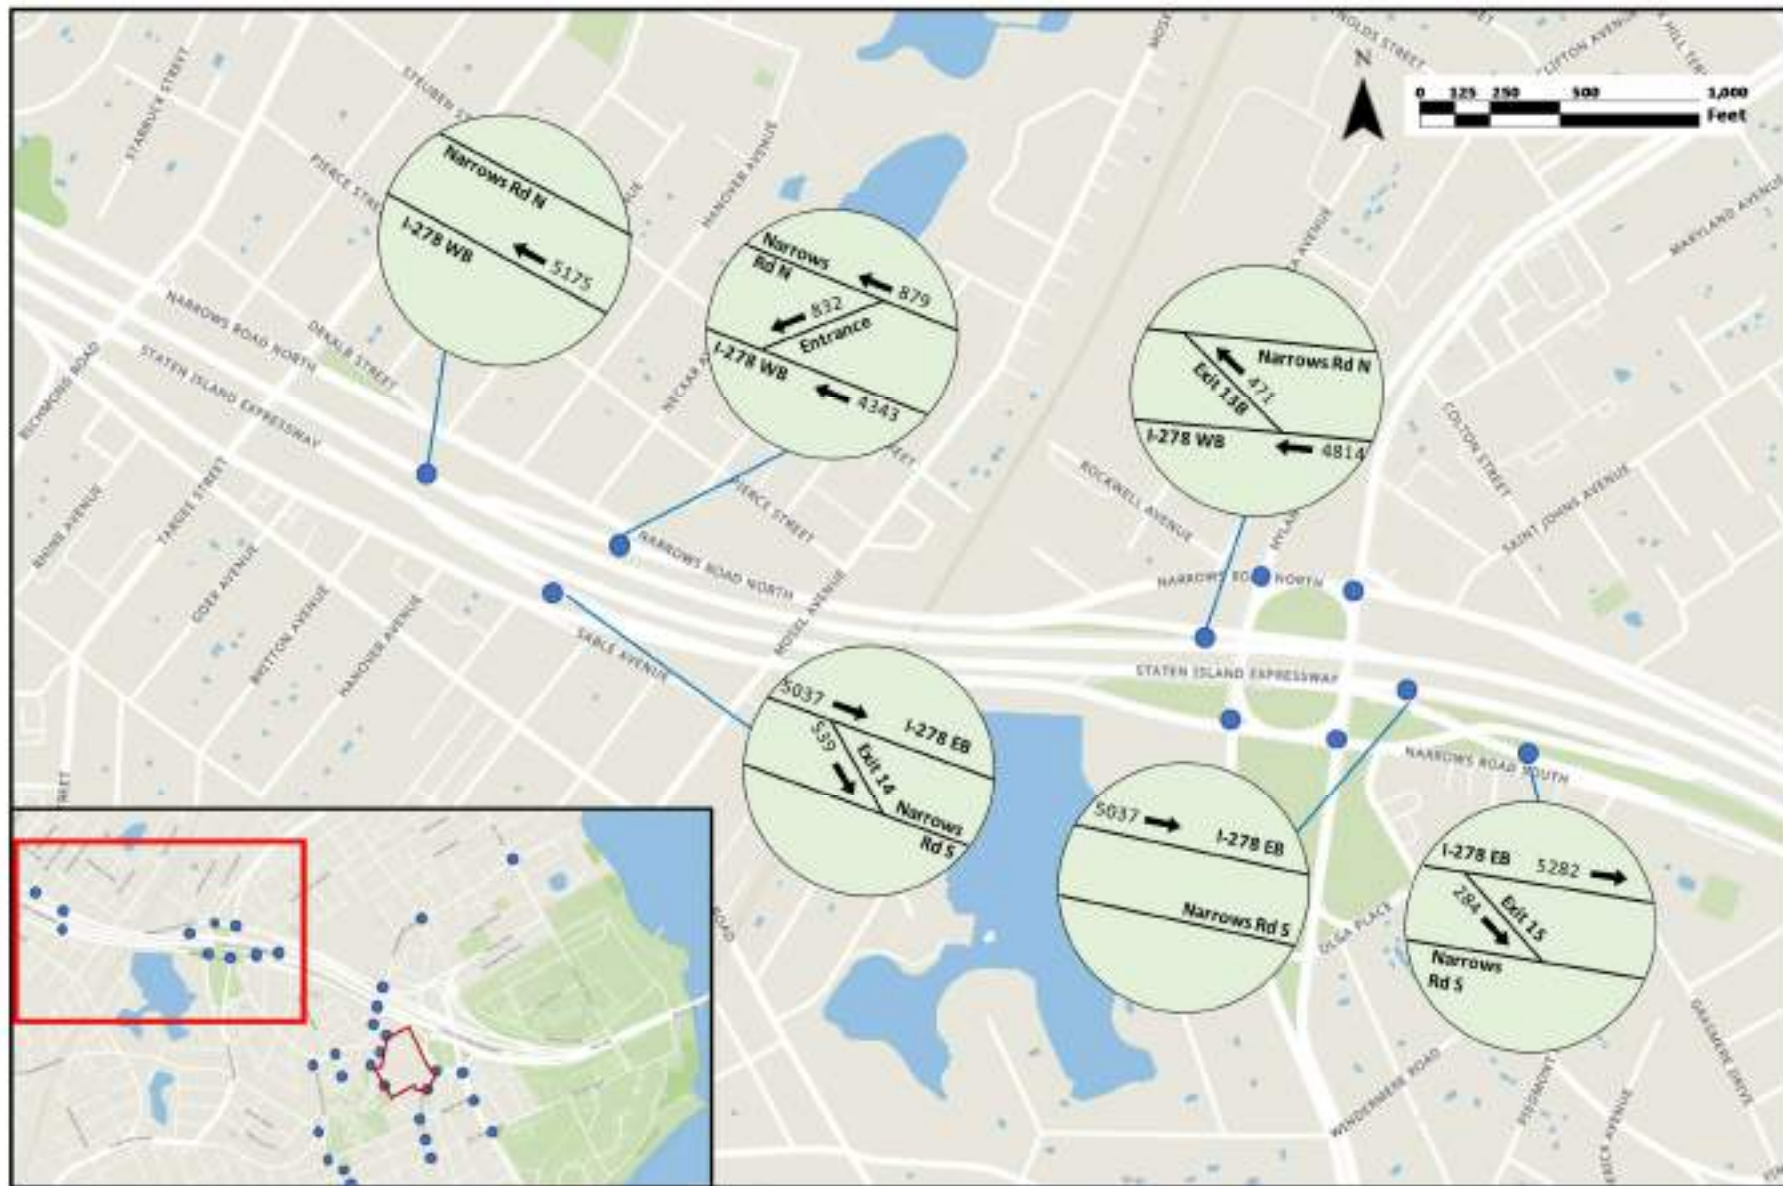 STARBUCK STREET
STEUBEN
PIERCE
HANOVER AVENUE
CLIFTON AVENUE
MARYLAND AVENUE
N
0 125 250 500 1,000
Feet
Narrows Rd N
I-278 WB
5175
Narrows
Rd N
879
832
Entrance
I-278 WB
4343
Narrows Rd N
471
Exit 13B
I-278 WB
4814
NARROWS ROAD NORTH
DEKALB STREET
STATEN ISLAND EXPRESSWAY
RICHMOND ROAD
TARGEE STREET
RHINE AVENUE
ODER AVENUE
BRITTON AVENUE
HANOVER AVENUE
PIERCE STREET
NARROWS ROAD NORTH
MOSEL AVENUE
SABLE AVENUE
ROCKWELL AVENUE
NARROWS ROAD NORTH
COLTON STREET
SAINT JOHNS AVENUE
STATEN ISLAND EXPRESSWAY
NARROWS ROAD SOUTH
5037
I-278 EB
539
Exit 14
Narrows
Rd S
5037
I-278 EB
Narrows Rd S
I-278 EB
5282
284
Exit 15
Narrows
Rd S
OLGA PLACE
WINDERMERE ROAD
PIEDMONT
GRASMERE DRIVE
ROAD